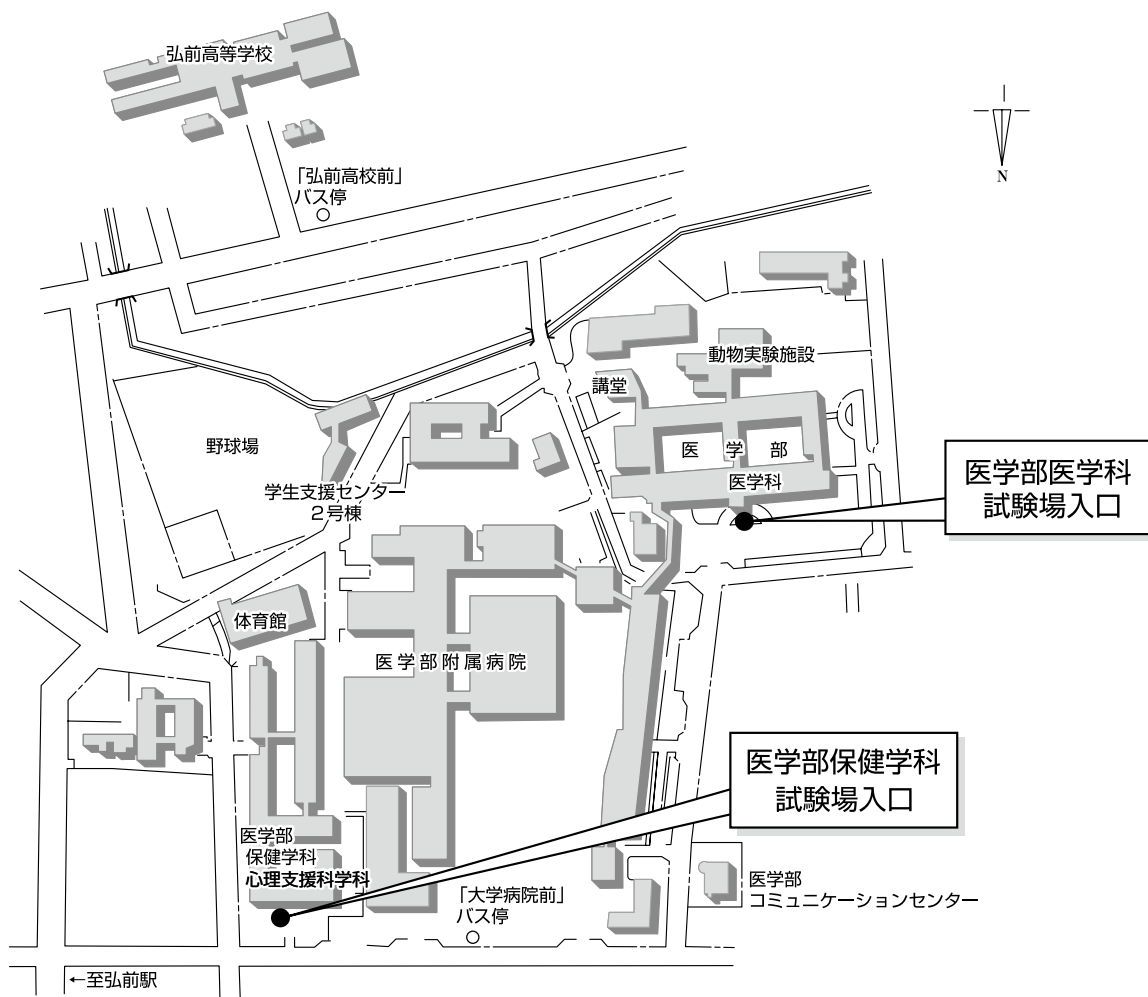 弘前高等学校
「弘前高校前」
バス停
N
動物実験施設
講堂
野球場
医学部
医学科
医学部医学科
試験場入口
学生支援センター
2号棟
体育館
医学部附属病院
医学部保健学科
試験場入口
医学部
保健学科
心理支援科学科
「大学病院前」
バス停
医学部
コミュニケーションセンター
←至弘前駅